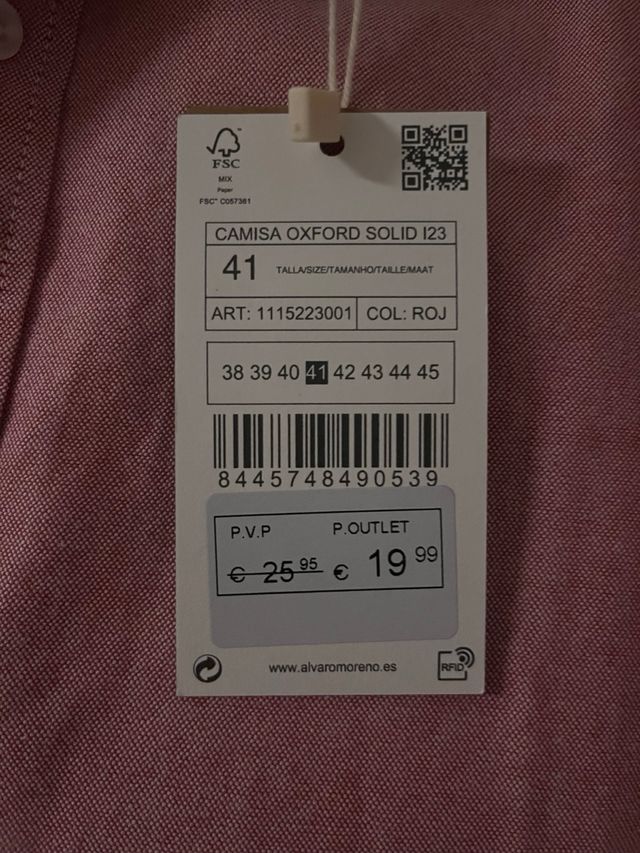 FSC
MIX
Paper
FSC® C057361
CAMISA OXFORD SOLID I23
41 TALLA/SIZE/TAMANHO/TAILLE/MAAT
ART: 1115223001 COL: ROJ
38 39 40 41 42 43 44 45
8445748490539
P.V.P P.OUTLET
€ 25 95 € 19 99
www.alvaromoreno.es
RFID